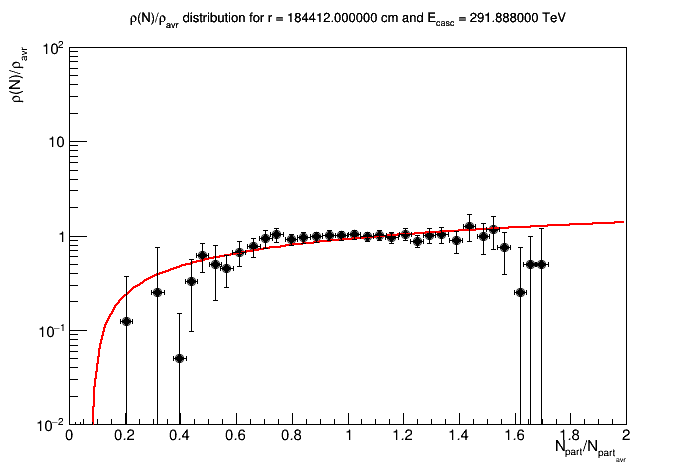 ρ(N)/ρavr distribution for r = 184412.000000 cm and Ecasc = 291.888000 TeV
ρ(N)/ρavr
10²
10
1
10⁻¹
10⁻²
0 0.2 0.4 0.6 0.8 1 1.2 1.4 1.6 1.8 2
Npart/Npartavr